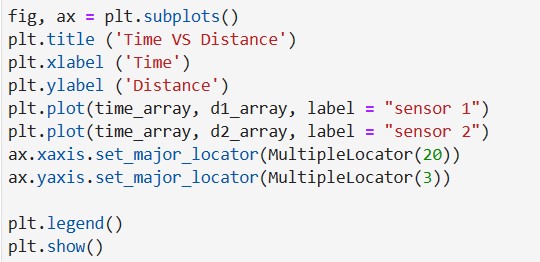 fig, ax = plt.subplots()
plt.title ('Time VS Distance')
plt.xlabel ('Time')
plt.ylabel ('Distance')
plt.plot(time_array, d1_array, label = "sensor 1")
plt.plot(time_array, d2_array, label = "sensor 2")
ax.xaxis.set_major_locator(MultipleLocator(20))
ax.yaxis.set_major_locator(MultipleLocator(3))
plt.legend()
plt.show()